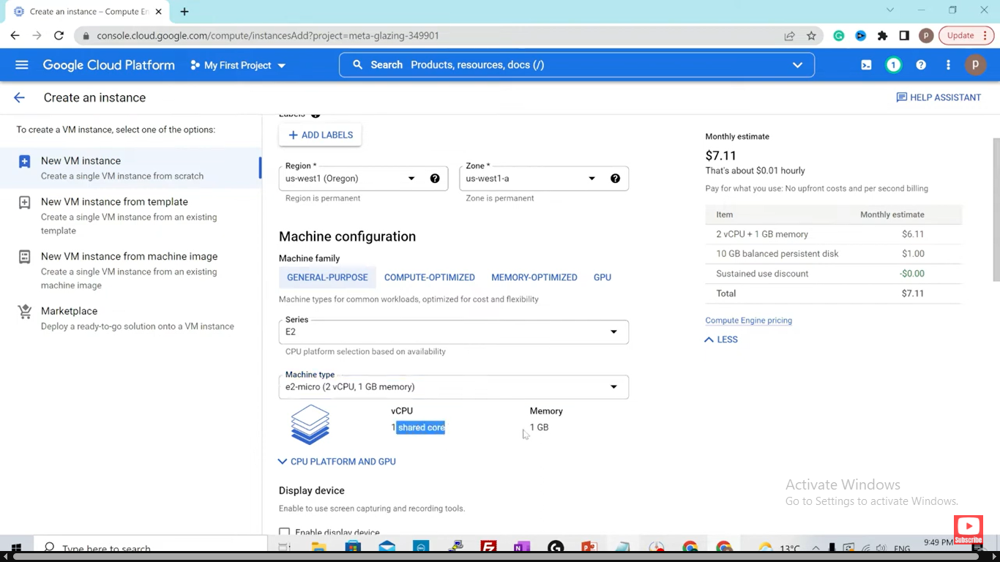 Create an instance – Compute En
console.cloud.google.com/compute/instancesAdd?project=meta-glazing-349901
p
Update
Google Cloud Platform
My First Project
Search Products, resources, docs (/)
1
p
Create an instance
HELP ASSISTANT
To create a VM instance, select one of the options:
New VM instance
Create a single VM instance from scratch
New VM instance from template
Create a single VM instance from an existing
template
New VM instance from machine image
Create a single VM instance from an existing
machine image
Marketplace
Deploy a ready-to-go solution onto a VM instance
Labels
ADD LABELS
Region *
us-west1 (Oregon)
Region is permanent
Zone *
us-west1-a
Zone is permanent
Machine configuration
Machine family
GENERAL-PURPOSE COMPUTE-OPTIMIZED MEMORY-OPTIMIZED GPU
Machine types for common workloads, optimized for cost and flexibility
Series
E2
CPU platform selection based on availability
Machine type
e2-micro (2 vCPU, 1 GB memory)
vCPU Memory
1 shared core 1 GB
CPU PLATFORM AND GPU
Display device
Enable to use screen capturing and recording tools.
Enable display device
Monthly estimate
$7.11
That's about $0.01 hourly
Pay for what you use: No upfront costs and per second billing
Item Monthly estimate
2 vCPU + 1 GB memory $6.11
10 GB balanced persistent disk $1.00
Sustained use discount -$0.00
Total $7.11
Compute Engine pricing
LESS
Activate Windows
Go to Settings to activate Windows.
Subscribe
Type here to search
13°C
ENG
9:49 PM